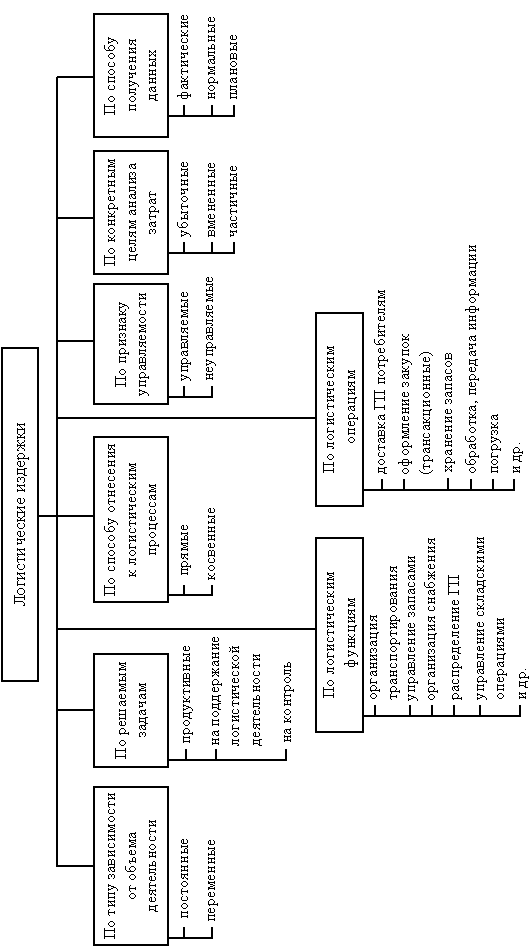 Логистические издержки
По типу зависимости
от объема
деятельности
постоянные
переменные
По решаемым
задачам
продуктивные
на поддержание
логистической
деятельности
на контроль
По способу отнесения
к логистическим
процессам
прямые
косвенные
По признаку
управляемости
управляемые
неуправляемые
По конкретным
целям анализа
затрат
убыточные
вмененные
частичные
По способу
получения
данных
фактические
нормальные
плановые
По логистическим
функциям
организация
транспортирования
управление запасами
организация снабжения
распределение ГП
управление складскими
операциями
и др.
По логистическим
операциям
доставка ГП потребителям
оформление закупок
(трансакционные)
хранение запасов
обработка, передача информации
погрузка
и др.